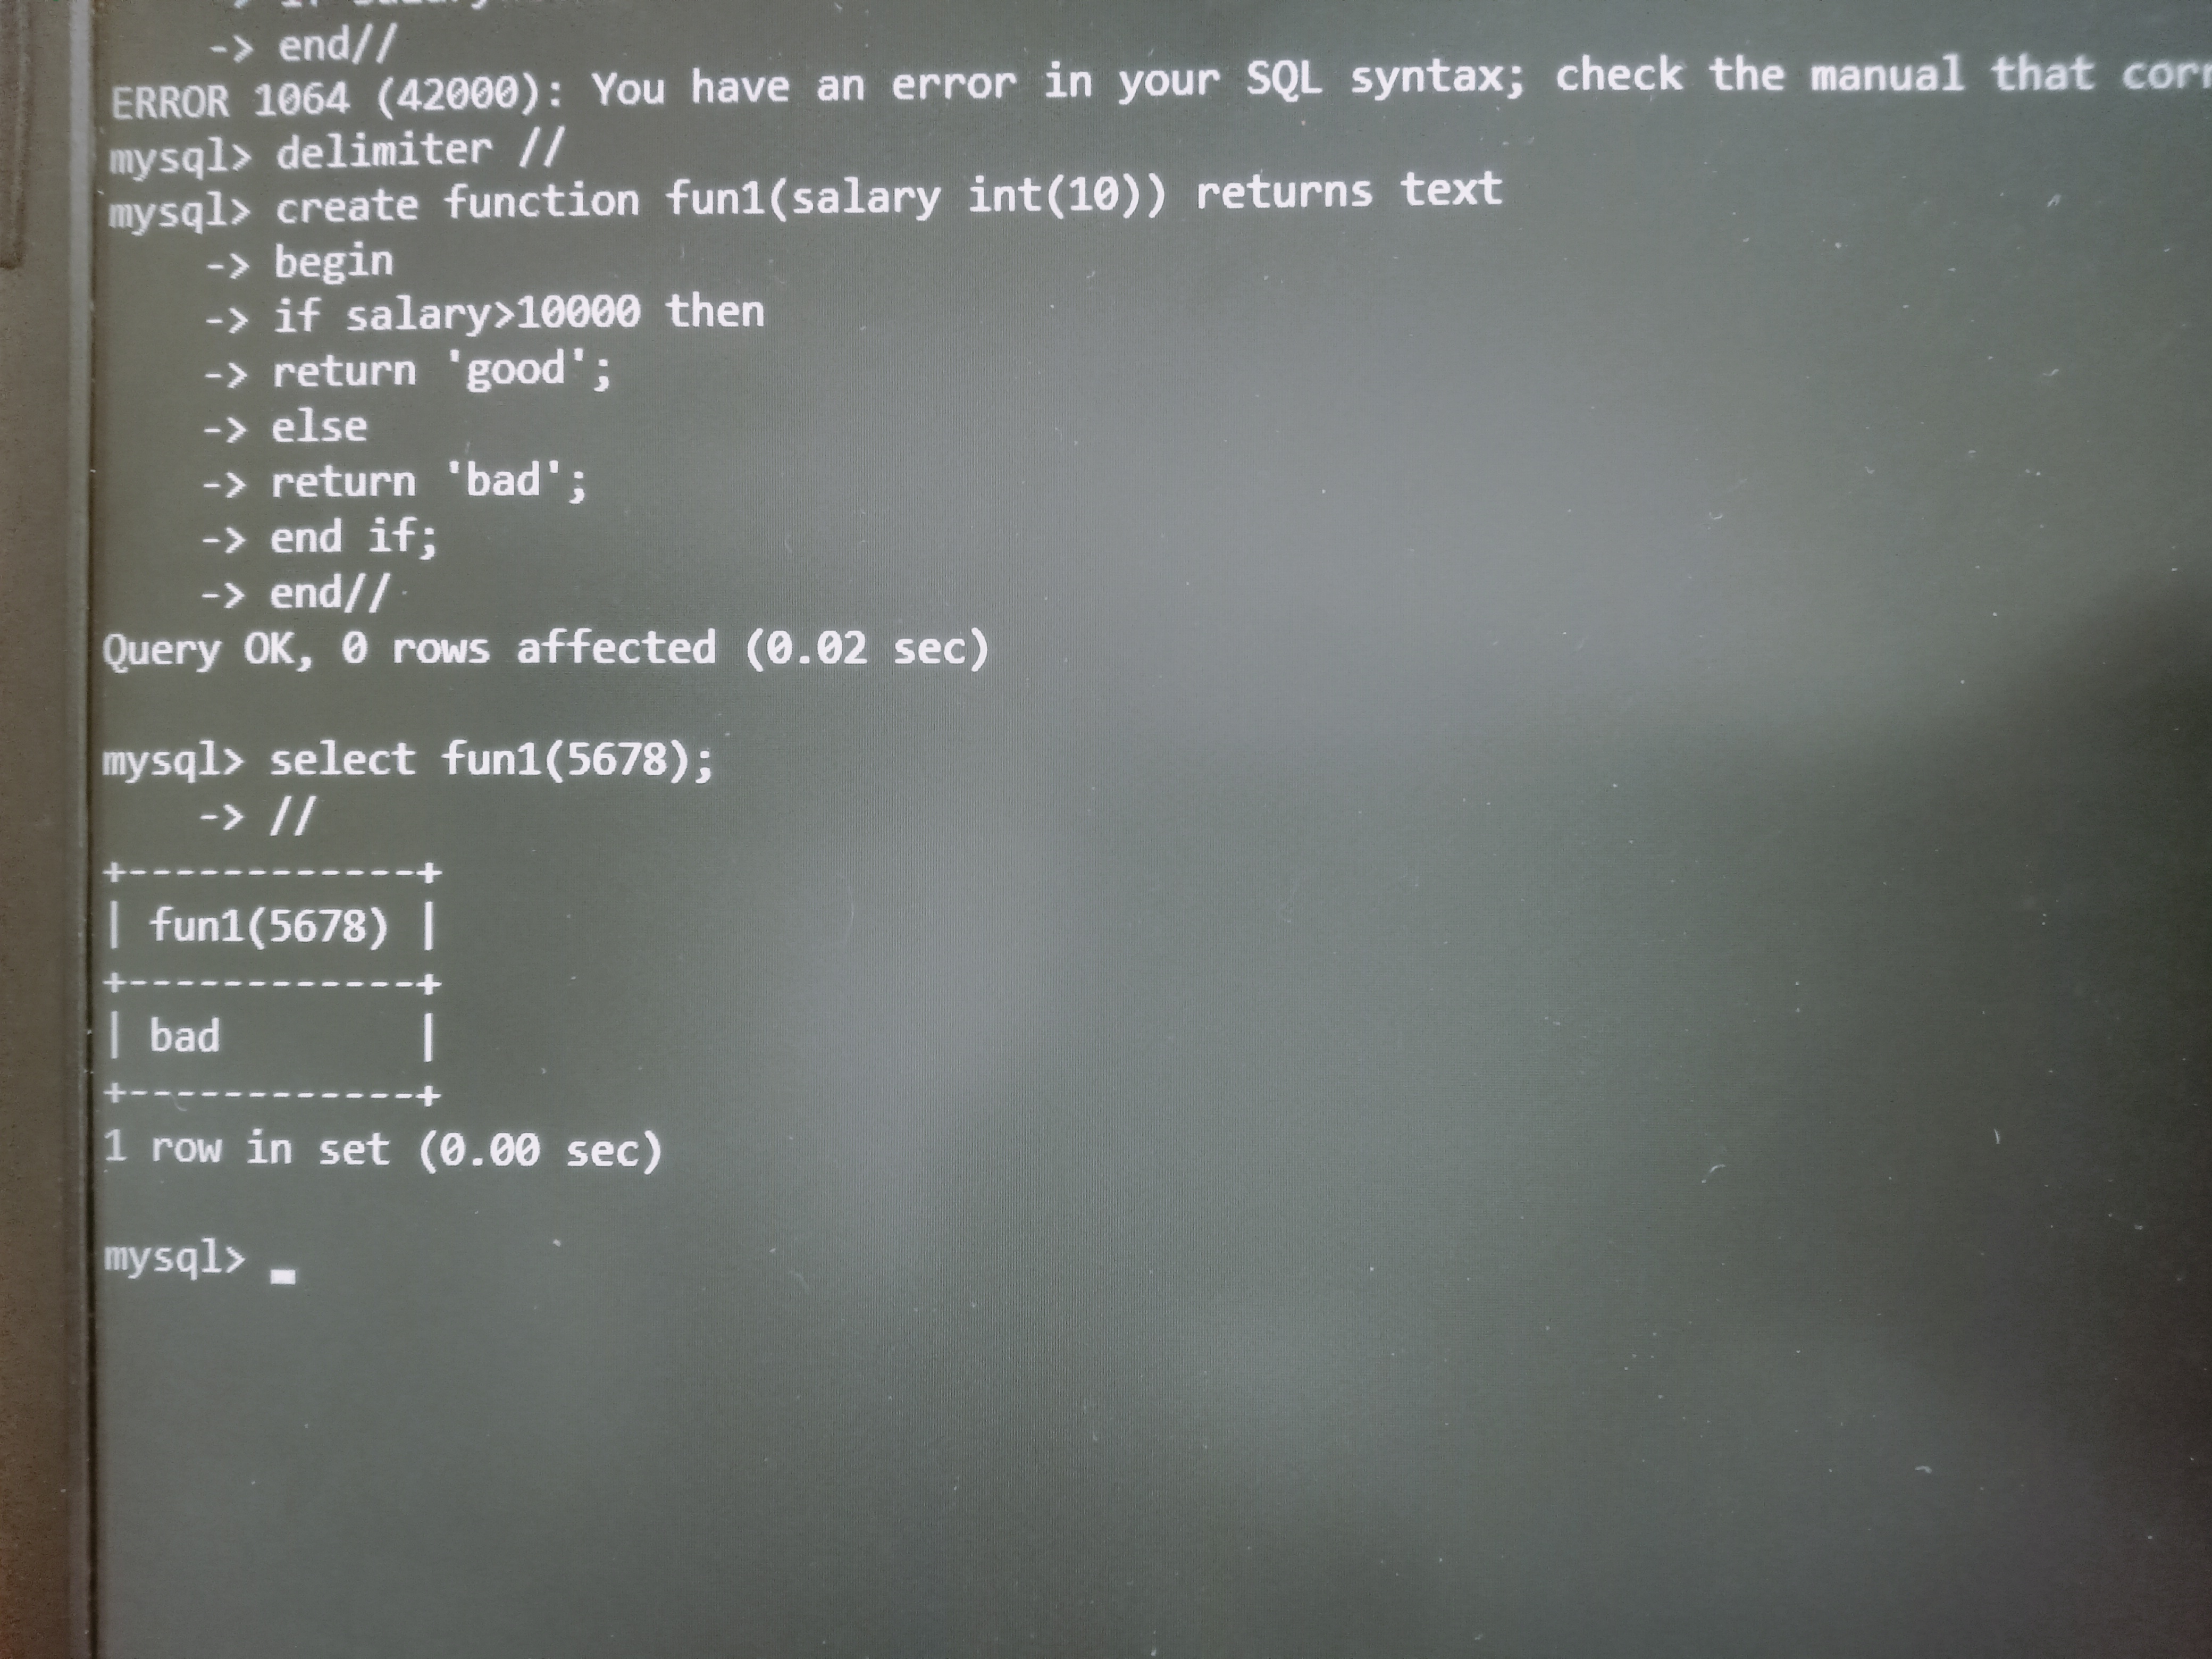 -> end//
ERROR 1064 (42000): You have an error in your SQL syntax; check the manual that corr
mysql> delimiter //
mysql> create function fun1(salary int(10)) returns text
-> begin
-> if salary>10000 then
-> return 'good';
-> else
-> return 'bad';
-> end if;
-> end//
Query OK, 0 rows affected (0.02 sec)
mysql> select fun1(5678);
-> //
+------------+
| fun1(5678) |
+------------+
| bad        |
+------------+
1 row in set (0.00 sec)
mysql>